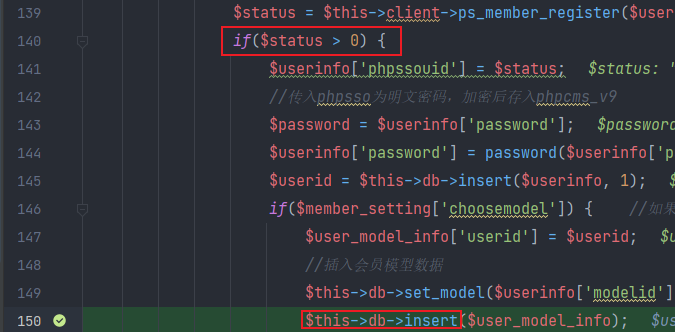 139 $status = $this->client->ps_member_register($user
140 if($status > 0) {
141 $userinfo['phpssouid'] = $status; $status: "
142 //传入phpsso为明文密码，加密后存入phpcms_v9
143 $password = $userinfo['password']; $password
144 $userinfo['password'] = password($userinfo['p
145 $userid = $this->db->insert($userinfo, 1); $
146 if($member_setting['choosemodel']) { //如果
147 $user_model_info['userid'] = $userid; $u
148 //插入会员模型数据
149 $this->db->set_model($userinfo['modelid']
150 $this->db->insert($user_model_info); $us